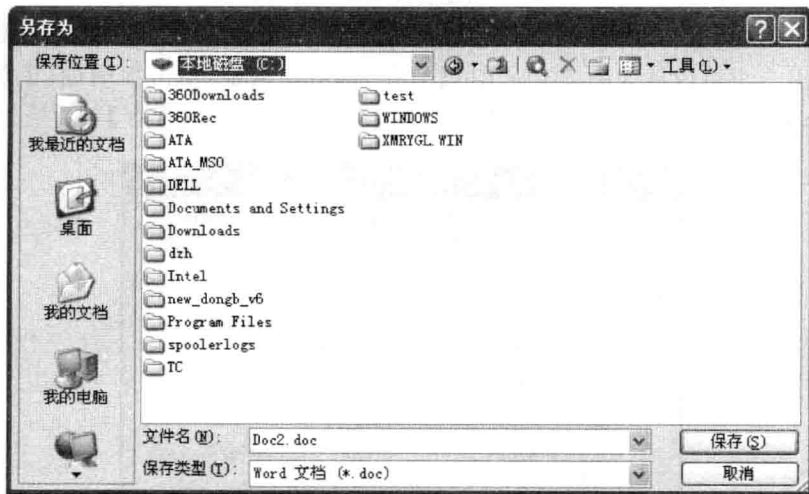 另存为
保存位置(I):
本地磁盘 (C:)
工具(L)
我最近的文档
桌面
我的文档
我的电脑
360Downloads
360Rec
ATA
ATA_MSO
DELL
Documents and Settings
Downloads
dzh
Intel
new_dongb_v6
Program Files
spoolerlogs
TC
test
WINDOWS
XMRYGL.WIN
文件名(N):
Doc2.doc
保存(S)
保存类型(T):
Word 文档 (*.doc)
取消